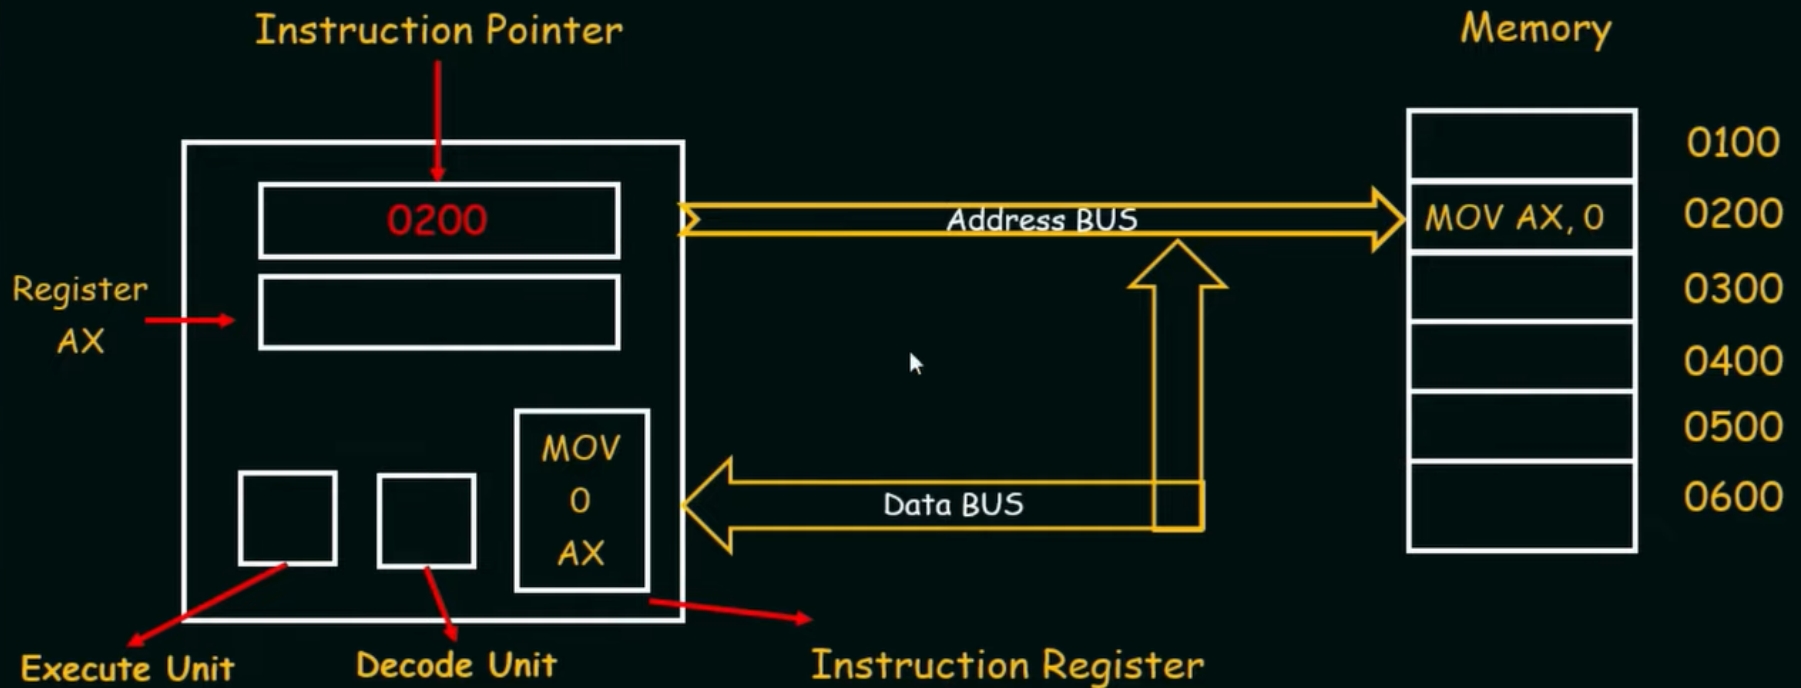 Instruction Pointer
Memory
0200
Register
AX
Address BUS
MOV AX, 0
0100
0200
0300
0400
0500
0600
MOV
0
AX
Data BUS
Execute Unit
Decode Unit
Instruction Register